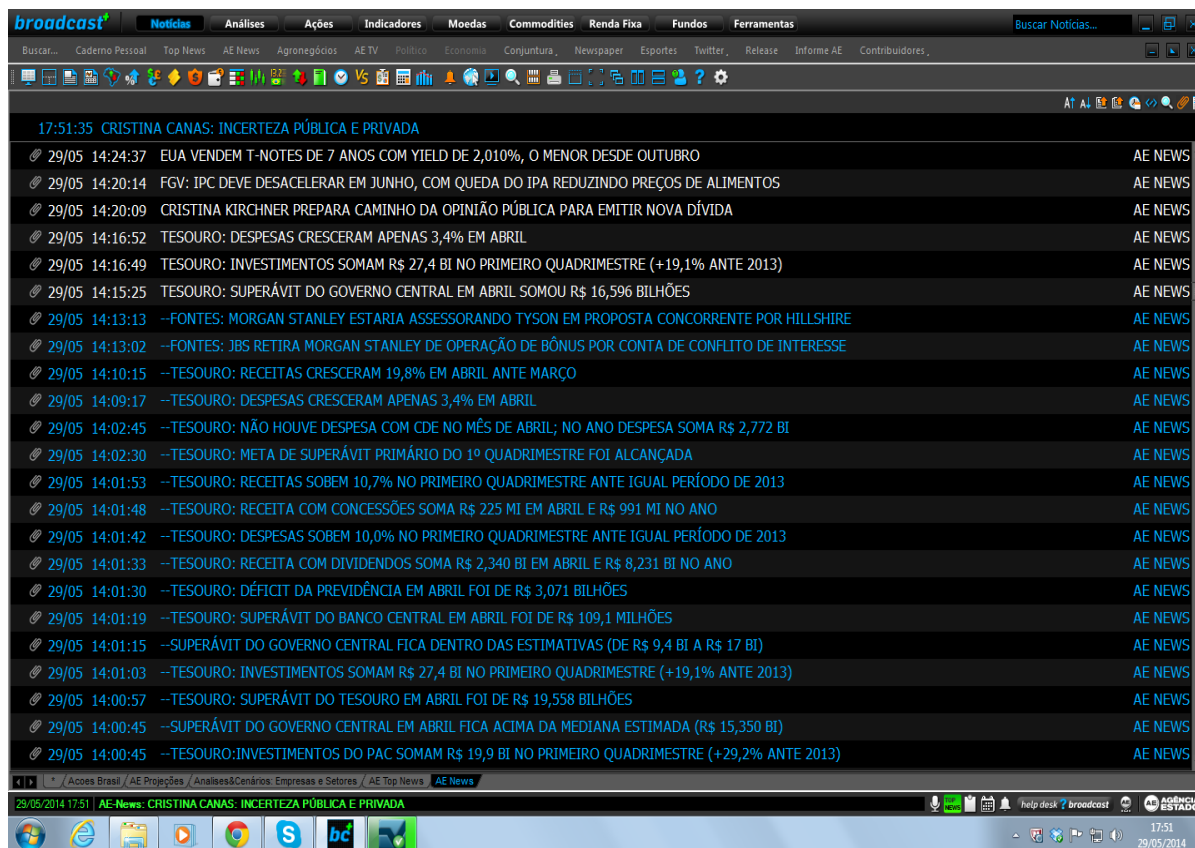 broadcast+ Notícias Análises Ações Indicadores Moedas Commodities Renda Fixa Fundos Ferramentas Buscar Notícias...
Buscar... Caderno Pessoal Top News AE News Agronegócios AE TV Político Economia Conjuntura Newspaper Esportes Twitter Release Informe AE Contribuidores
17:51:35 CRISTINA CANAS: INCERTEZA PÚBLICA E PRIVADA
29/05 14:24:37 EUA VENDEM T-NOTES DE 7 ANOS COM YIELD DE 2,010%, O MENOR DESDE OUTUBRO AE NEWS
29/05 14:20:14 FGV: IPC DEVE DESACELERAR EM JUNHO, COM QUEDA DO IPA REDUZINDO PREÇOS DE ALIMENTOS AE NEWS
29/05 14:20:09 CRISTINA KIRCHNER PREPARA CAMINHO DA OPINIÃO PÚBLICA PARA EMITIR NOVA DÍVIDA AE NEWS
29/05 14:16:52 TESOURO: DESPESAS CRESCERAM APENAS 3,4% EM ABRIL AE NEWS
29/05 14:16:49 TESOURO: INVESTIMENTOS SOMAM R$ 27,4 BI NO PRIMEIRO QUADRIMESTRE (+19,1% ANTE 2013) AE NEWS
29/05 14:15:25 TESOURO: SUPERÁVIT DO GOVERNO CENTRAL EM ABRIL SOMOU R$ 16,596 BILHÕES AE NEWS
29/05 14:13:13 --FONTES: MORGAN STANLEY ESTARIA ASSESSORANDO TYSON EM PROPOSTA CONCORRENTE POR HILLSHIRE AE NEWS
29/05 14:13:02 --FONTES: JBS RETIRA MORGAN STANLEY DE OPERAÇÃO DE BÔNUS POR CONTA DE CONFLITO DE INTERESSE AE NEWS
29/05 14:10:15 --TESOURO: RECEITAS CRESCERAM 19,8% EM ABRIL ANTE MARÇO AE NEWS
29/05 14:09:17 --TESOURO: DESPESAS CRESCERAM APENAS 3,4% EM ABRIL AE NEWS
29/05 14:02:45 --TESOURO: NÃO HOUVE DESPESA COM CDE NO MÊS DE ABRIL; NO ANO DESPESA SOMA R$ 2,772 BI AE NEWS
29/05 14:02:30 --TESOURO: META DE SUPERÁVIT PRIMÁRIO DO 1º QUADRIMESTRE FOI ALCANÇADA AE NEWS
29/05 14:01:53 --TESOURO: RECEITAS SOBEM 10,7% NO PRIMEIRO QUADRIMESTRE ANTE IGUAL PERÍODO DE 2013 AE NEWS
29/05 14:01:48 --TESOURO: RECEITA COM CONCESSÕES SOMA R$ 225 MI EM ABRIL E R$ 991 MI NO ANO AE NEWS
29/05 14:01:42 --TESOURO: DESPESAS SOBEM 10,0% NO PRIMEIRO QUADRIMESTRE ANTE IGUAL PERÍODO DE 2013 AE NEWS
29/05 14:01:33 --TESOURO: RECEITA COM DIVIDENDOS SOMA R$ 2,340 BI EM ABRIL E R$ 8,231 BI NO ANO AE NEWS
29/05 14:01:30 --TESOURO: DÉFICIT DA PREVIDÊNCIA EM ABRIL FOI DE R$ 3,071 BILHÕES AE NEWS
29/05 14:01:19 --TESOURO: SUPERÁVIT DO BANCO CENTRAL EM ABRIL FOI DE R$ 109,1 MILHÕES AE NEWS
29/05 14:01:15 --SUPERÁVIT DO GOVERNO CENTRAL FICA DENTRO DAS ESTIMATIVAS (DE R$ 9,4 BI A R$ 17 BI) AE NEWS
29/05 14:01:03 --TESOURO: INVESTIMENTOS SOMAM R$ 27,4 BI NO PRIMEIRO QUADRIMESTRE (+19,1% ANTE 2013) AE NEWS
29/05 14:00:57 --TESOURO: SUPERÁVIT DO TESOURO EM ABRIL FOI DE R$ 19,558 BILHÕES AE NEWS
29/05 14:00:45 --SUPERÁVIT DO GOVERNO CENTRAL EM ABRIL FICA ACIMA DA MEDIANA ESTIMADA (R$ 15,350 BI) AE NEWS
29/05 14:00:45 --TESOURO:INVESTIMENTOS DO PAC SOMAM R$ 19,9 BI NO PRIMEIRO QUADRIMESTRE (+29,2% ANTE 2013) AE NEWS
* / Acoes Brasil / AE Projeções / Analises&Cenários: Empresas e Setores / AE Top News / AE News
29/05/2014 17:51 AE-News: CRISTINA CANAS: INCERTEZA PÚBLICA E PRIVADA TOP NEWS help desk ? broadcast AE AGÊNCIA ESTADO
S bc 17:51
29/05/2014